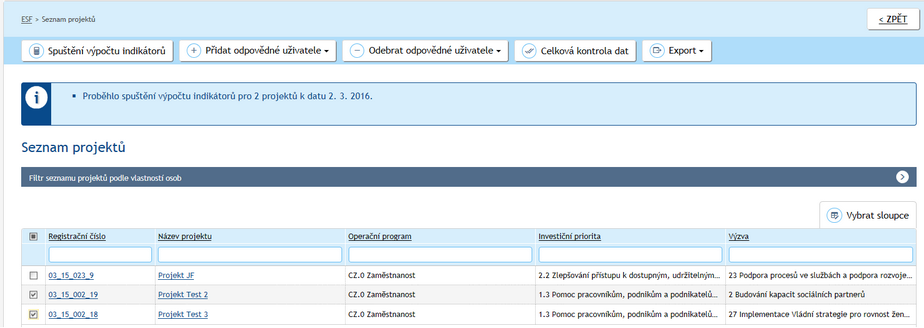 ESF > Seznam projektů
< ZPĚT
Spuštění výpočtu indikátorů Přidat odpovědné uživatele Odebrat odpovědné uživatele Celková kontrola dat Export
Proběhlo spuštění výpočtu indikátorů pro 2 projektů k datu 2. 3. 2016.
Seznam projektů
Filtr seznamu projektů podle vlastností osob
Vybrat sloupce
Registrační číslo Název projektu Operační program Investiční priorita Výzva
03_15_023_9 Projekt JF CZ.0 Zaměstnanost 2.2 Zlepšování přístupu k dostupným, udržitelným... 23 Podpora procesů ve službách a podpora rozvoje...
03_15_002_19 Projekt Test 2 CZ.0 Zaměstnanost 1.3 Pomoc pracovníkům, podnikům a podnikatelů... 2 Budování kapacit sociálních partnerů
03_15_002_18 Projekt Test 3 CZ.0 Zaměstnanost 1.3 Pomoc pracovníkům, podnikům a podnikatelů... 27 Implementace Vládní strategie pro rovnost žen...